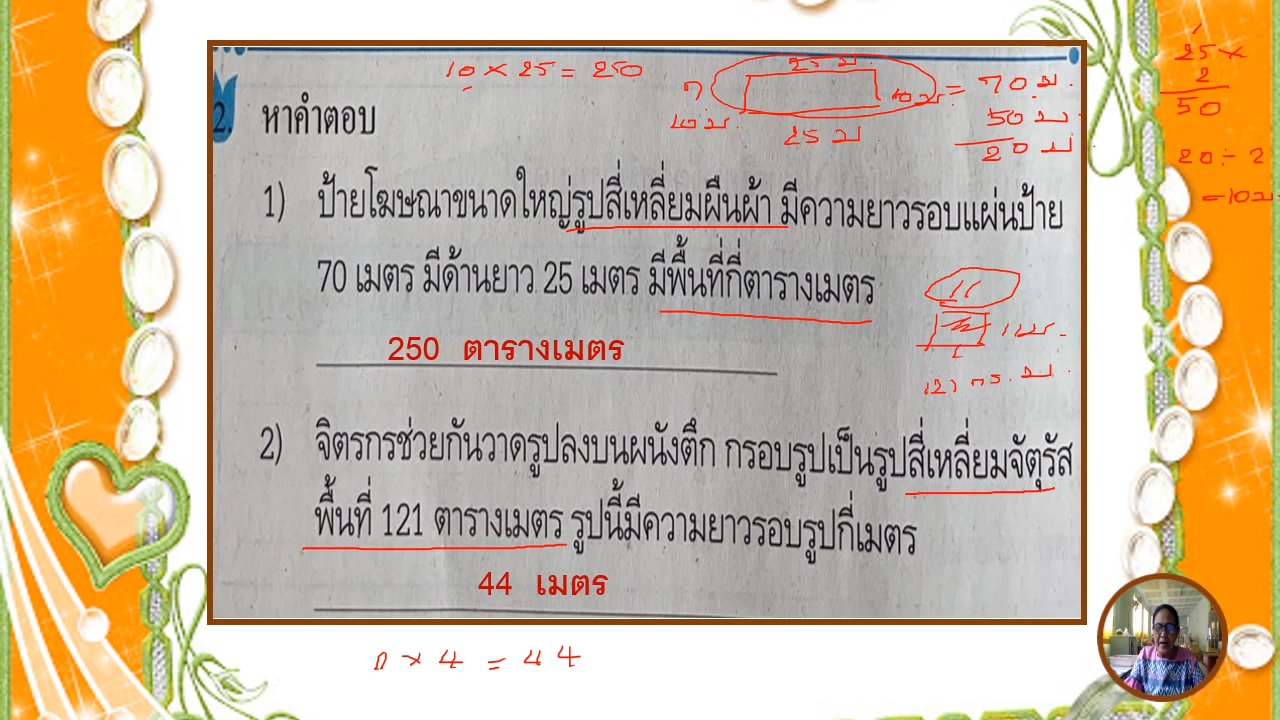 10 × 25 = 250
25 ม.
10 ม.
10 ม.
25 ม.
= 70 ม.
50 ม.
20 ม.
25 ×
2
50
20 ÷ 2
= 10 ม.
2. หาคำตอบ
1) ป้ายโฆษณาขนาดใหญ่รูปสี่เหลี่ยมผืนผ้า มีความยาวรอบแผ่นป้าย
70 เมตร มีด้านยาว 25 เมตร มีพื้นที่กี่ตารางเมตร
250 ตารางเมตร
11
121 ตร.ม.
2) จิตรกรช่วยกันวาดรูปลงบนผนังตึก กรอบรูปเป็นรูปสี่เหลี่ยมจัตุรัส
พื้นที่ 121 ตารางเมตร รูปนี้มีความยาวรอบรูปกี่เมตร
44 เมตร
11 × 4 = 44